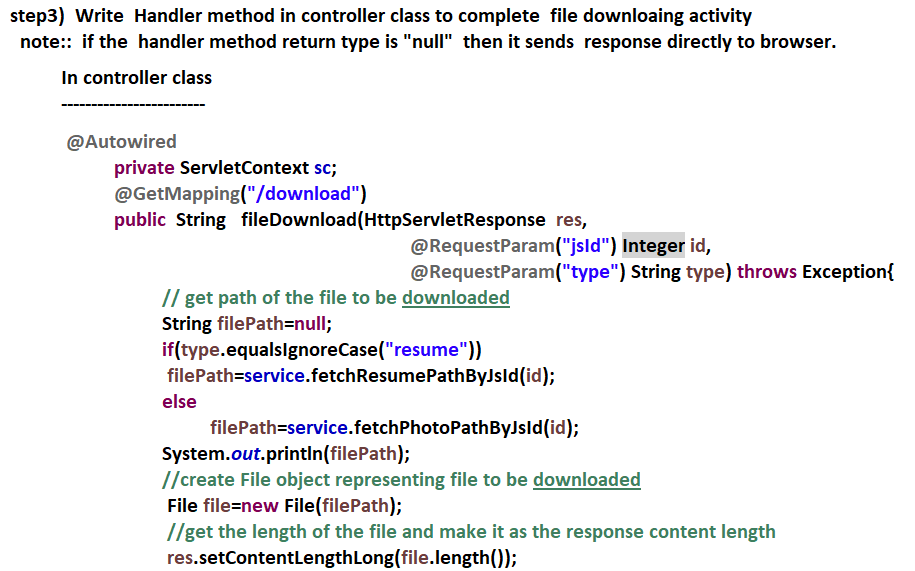 step3) Write Handler method in controller class to complete file downloaing activity
note:: if the handler method return type is "null" then it sends response directly to browser.
In controller class
------------------------
@Autowired
private ServletContext sc;
@GetMapping("/download")
public String fileDownload(HttpServletResponse res,
@RequestParam("jsId") Integer id,
@RequestParam("type") String type) throws Exception{
// get path of the file to be downloaded
String filePath=null;
if(type.equalsIgnoreCase("resume"))
filePath=service.fetchResumePathByJsId(id);
else
filePath=service.fetchPhotoPathByJsId(id);
System.out.println(filePath);
//create File object representing file to be downloaded
File file=new File(filePath);
//get the length of the file and make it as the response content length
res.setContentLengthLong(file.length());